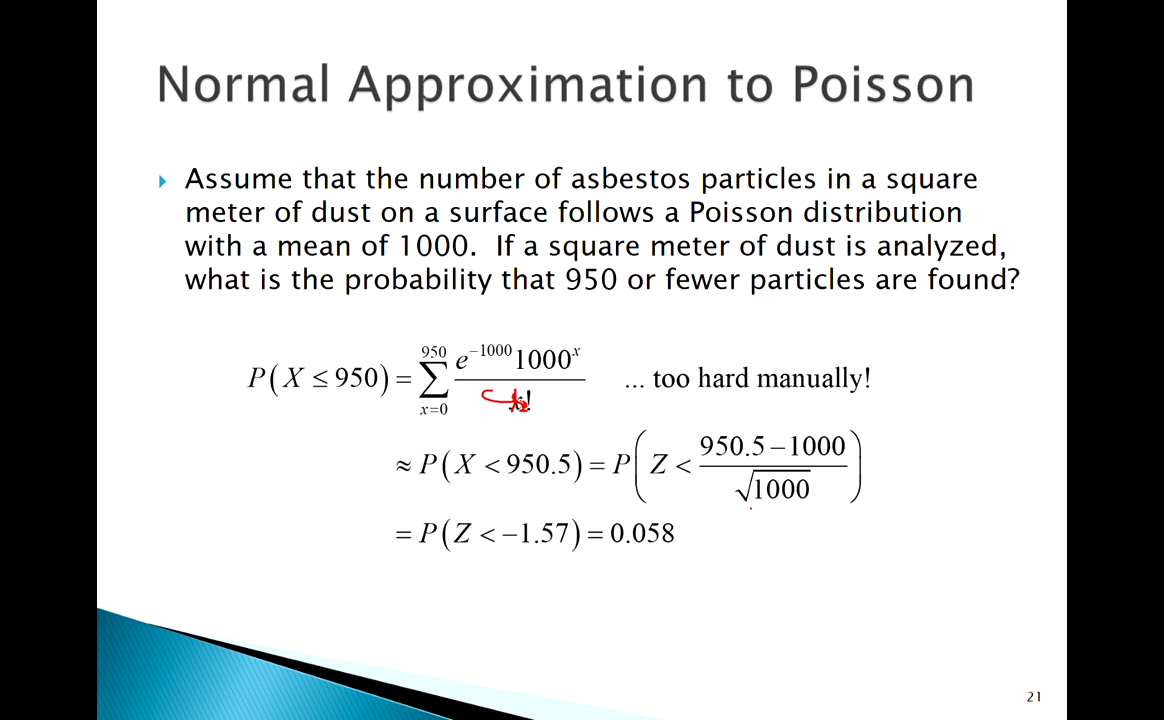 Normal Approximation to Poisson
Assume that the number of asbestos particles in a square
meter of dust on a surface follows a Poisson distribution
with a mean of 1000. If a square meter of dust is analyzed,
what is the probability that 950 or fewer particles are found?
P(X ≤ 950) = ∑_{x=0}^{950} \frac{e^{-1000} 1000^x}{x!} ... too hard manually!
≈ P(X < 950.5) = P(Z < \frac{950.5 − 1000}{\sqrt{1000}})
= P(Z < −1.57) = 0.058
21